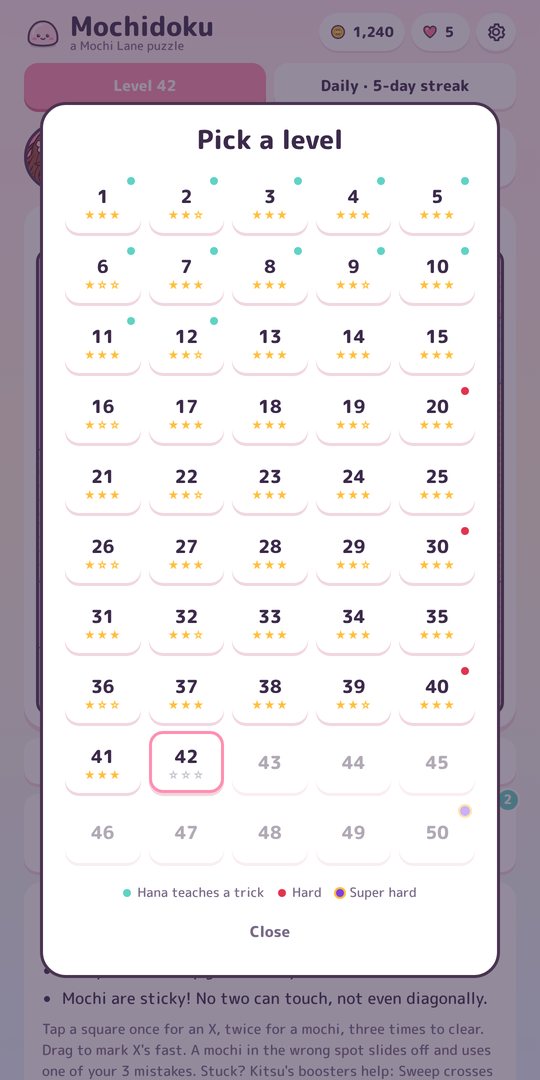 Mochidoku
a Mochi Lane puzzle
1,240
5
Level 42
Daily · 5-day streak
Pick a level
1 2 3 4 5
★★★ ★★☆ ★★★ ★★★ ★★★
6 7 8 9 10
★☆☆ ★★★ ★★★ ★★☆ ★★★
11 12 13 14 15
★★★ ★★☆ ★★★ ★★★ ★★★
16 17 18 19 20
★☆☆ ★★★ ★★★ ★★☆ ★★★
21 22 23 24 25
★★★ ★★☆ ★★★ ★★★ ★★★
26 27 28 29 30
★☆☆ ★★★ ★★★ ★★☆ ★★★
31 32 33 34 35
★★★ ★★☆ ★★★ ★★★ ★★★
36 37 38 39 40
★☆☆ ★★★ ★★★ ★★☆ ★★★
41 42 43 44 45
★★★ ☆☆☆
46 47 48 49 50
2
Hana teaches a trick Hard Super hard
Close
• Mochi are sticky! No two can touch, not even diagonally.
Tap a square once for an X, twice for a mochi, three times to clear.
Drag to mark X's fast. A mochi in the wrong spot slides off and uses
one of your 3 mistakes. Stuck? Kitsu's boosters help: Sweep crosses